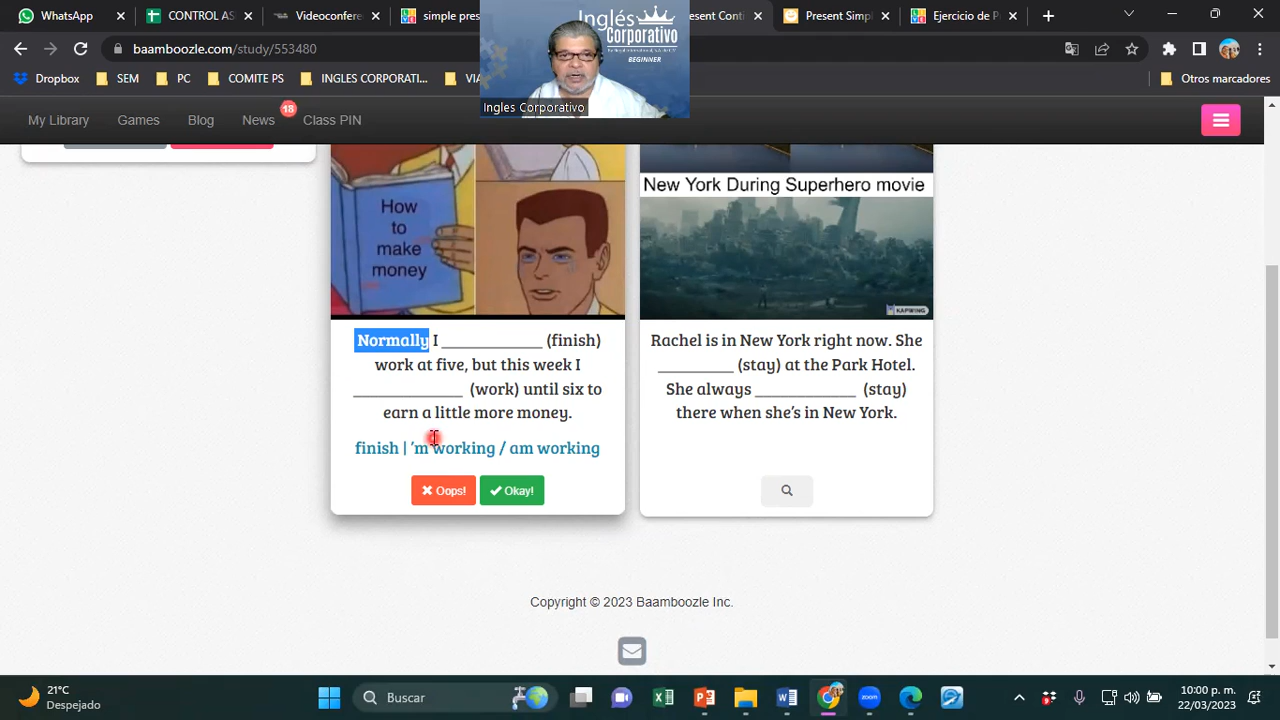 WhatsApp
CONTROL
Videoconfere
simple pres
esent Conti
Present Simpl
Ejercicio de Pr
baamboozle.com/study/553480
Dropbox
SEM
PC
COMITE PS
INGLES CORPORATI...
Otros marcadores
Inglés
Corporativo
BEGINNER
Ingles Corporativo
My Library
Games
Blog
News
18
Class PIN
How
to
make
money
New York During Superhero movie
KAPWING
Normally I ____________ (finish)
work at five, but this week I
_____________ (work) until six to
earn a little more money.
finish | ’m working / am working
Oops!
Okay!
Rachel is in New York right now. She
_________ (stay) at the Park Hotel.
She always ____________ (stay)
there when she’s in New York.
Copyright © 2023 Baamboozle Inc.
21°C
Despejado
Buscar
zoom
10:00 p. m.
22/03/2023